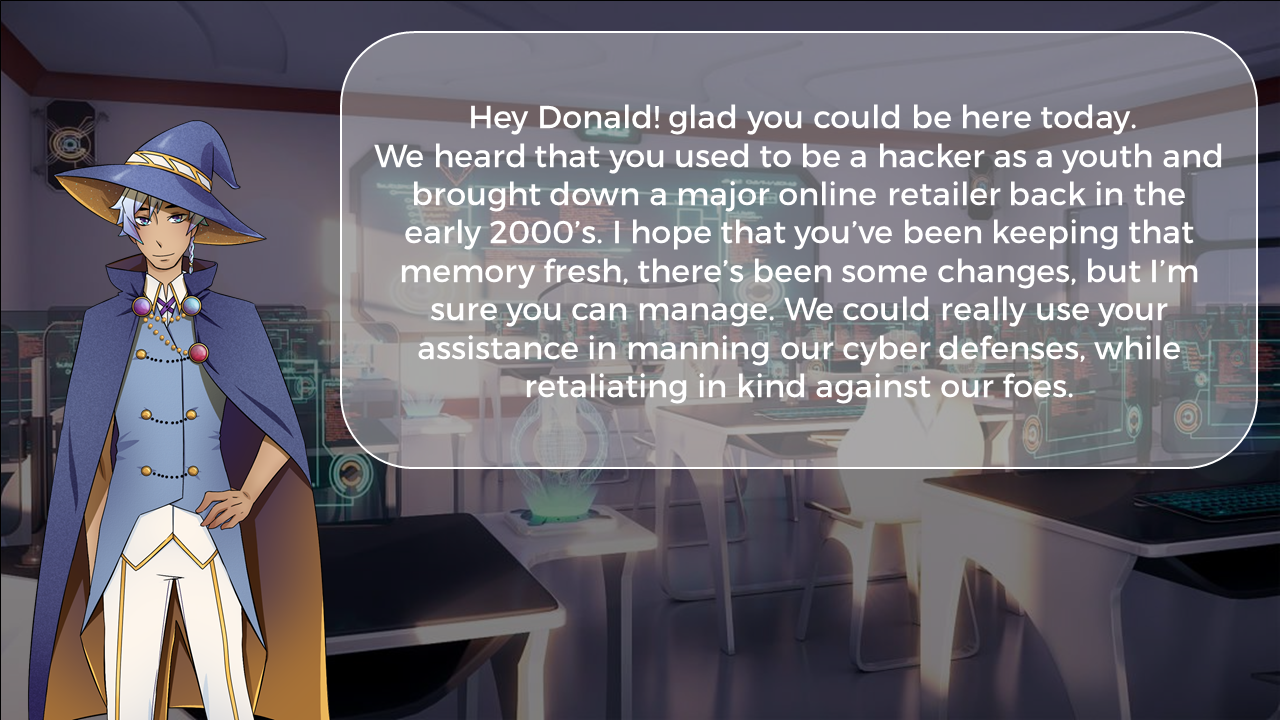 Hey Donald! glad you could be here today.
We heard that you used to be a hacker as a youth and
brought down a major online retailer back in the
early 2000’s. I hope that you’ve been keeping that
memory fresh, there’s been some changes, but I’m
sure you can manage. We could really use your
assistance in manning our cyber defenses, while
retaliating in kind against our foes.